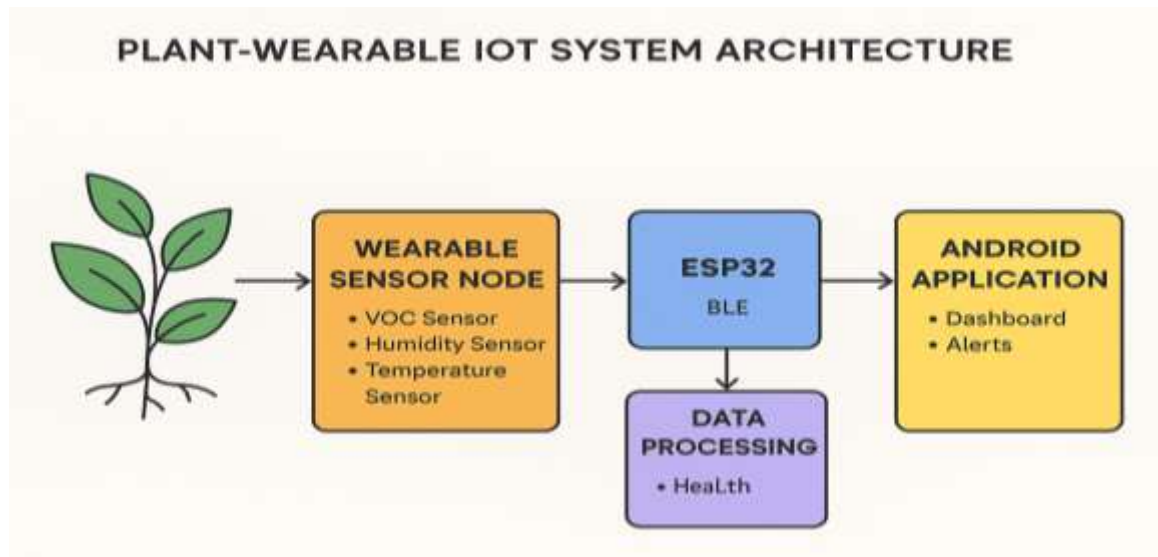 PLANT-WEARABLE IOT SYSTEM ARCHITECTURE
WEARABLE
SENSOR NODE
• VOC Sensor
• Humidity Sensor
• Temperature
Sensor
ESP32
BLE
DATA
PROCESSING
• HeaLth
ANDROID
APPLICATION
• Dashboard
• Alerts